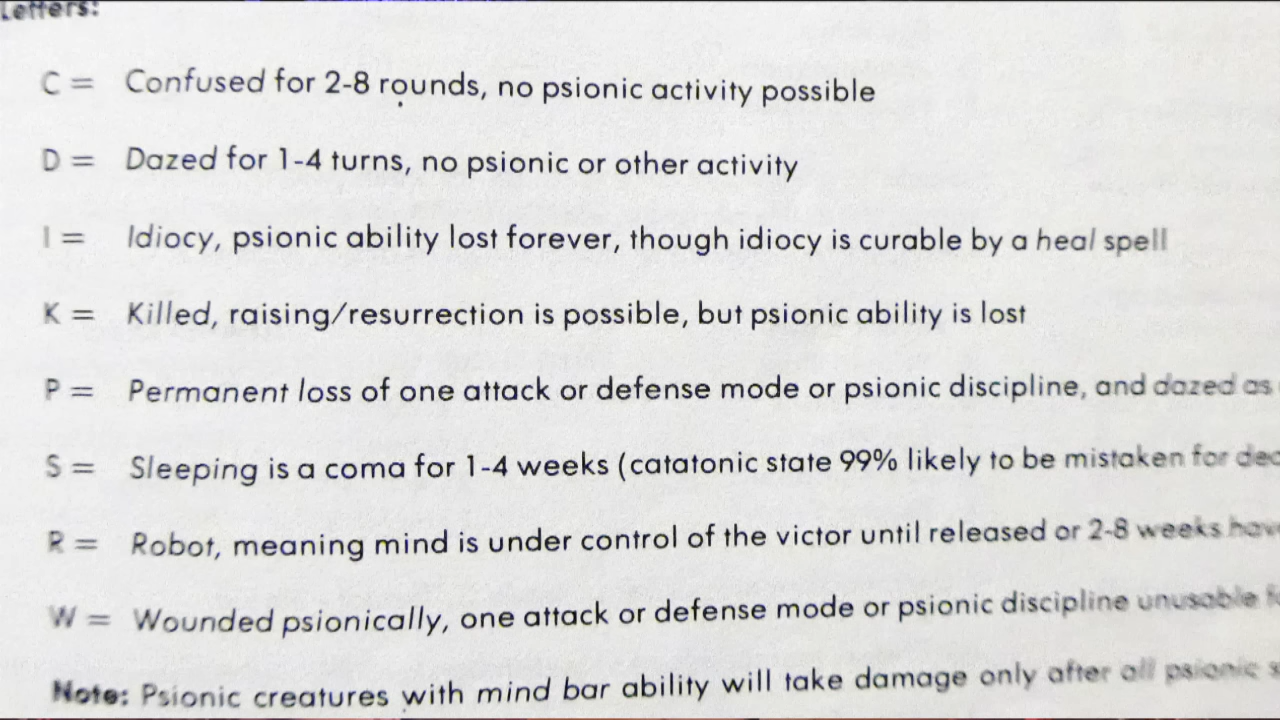 Letters:
C = Confused for 2-8 rounds, no psionic activity possible
D = Dazed for 1-4 turns, no psionic or other activity
I = Idiocy, psionic ability lost forever, though idiocy is curable by a heal spell
K = Killed, raising/resurrection is possible, but psionic ability is lost
P = Permanent loss of one attack or defense mode or psionic discipline, and dazed as
S = Sleeping is a coma for 1-4 weeks (catatonic state 99% likely to be mistaken for
R = Robot, meaning mind is under control of the victor until released or 2-8 weeks
W = Wounded psionically, one attack or defense mode or psionic discipline unusable
Note: Psionic creatures with mind bar ability will take damage only after all psionic